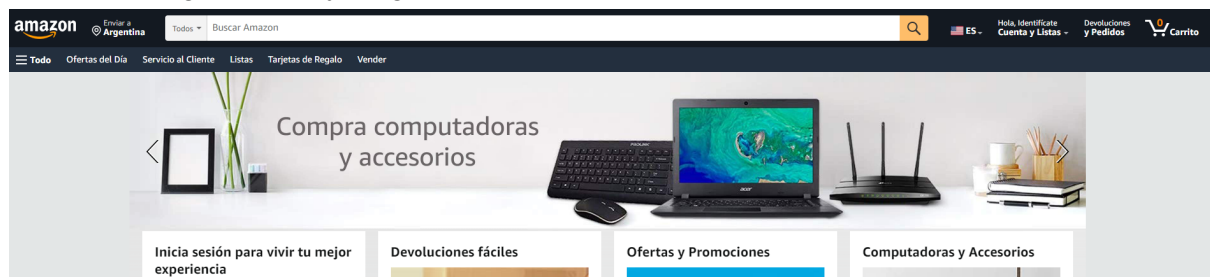 amazon
Enviar a
Argentina
Todos
Buscar Amazon
ES
Hola, Identifícate
Cuenta y Listas
Devoluciones
y Pedidos
0
Carrito
Todo
Ofertas del Día
Servicio al Cliente
Listas
Tarjetas de Regalo
Vender
Compra computadoras
y accesorios
PROLINK
acer
Inicia sesión para vivir tu mejor
experiencia
Devoluciones fáciles
Ofertas y Promociones
Computadoras y Accesorios